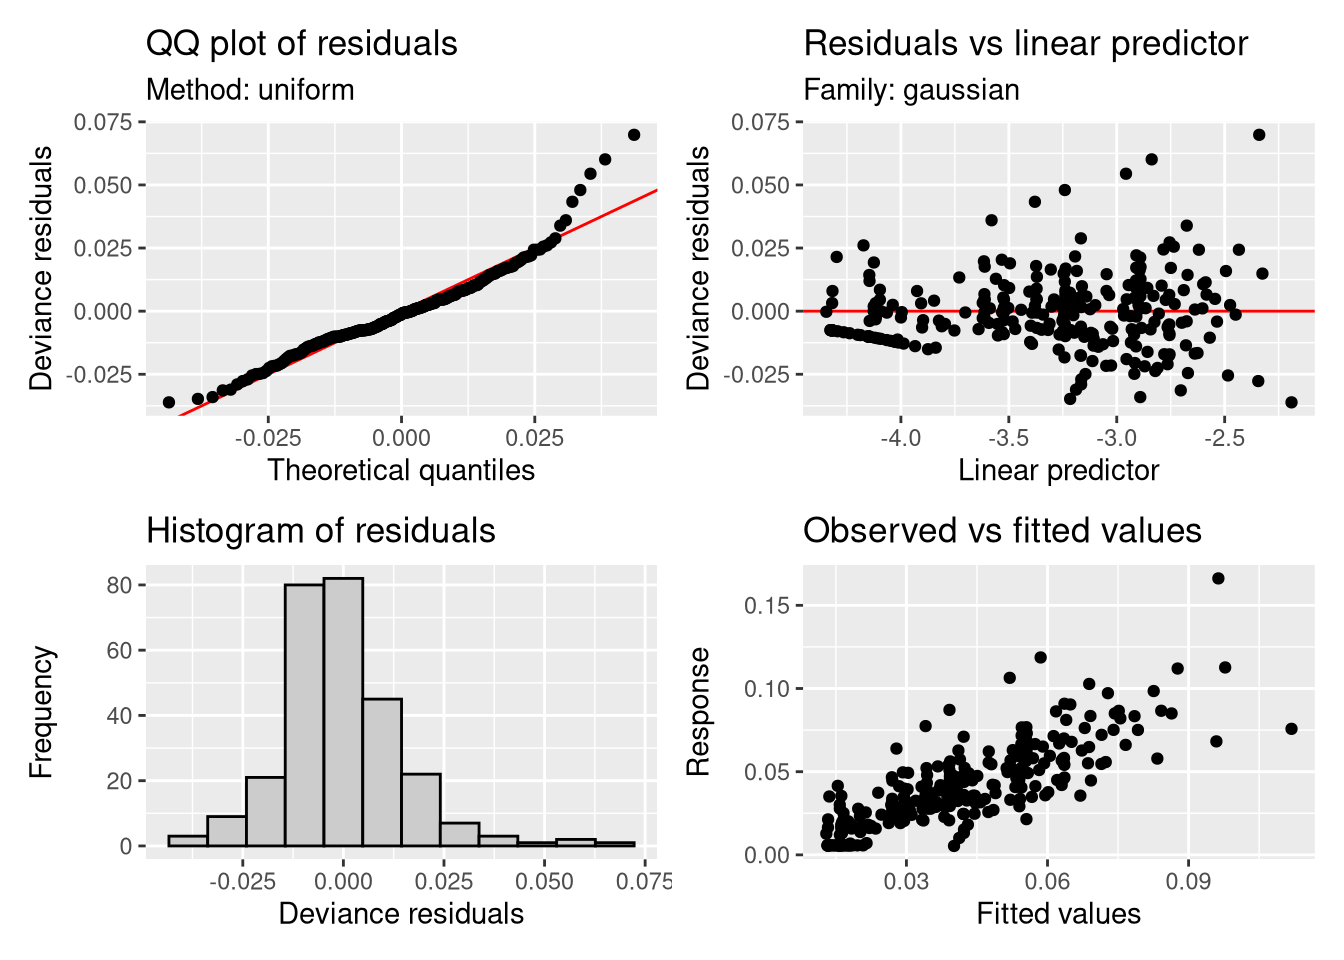 QQ plot of residuals
Method: uniform
0.075
0.050
0.025
0.000
-0.025
Deviance residuals
-0.025 0.000 0.025
Theoretical quantiles
Residuals vs linear predictor
Family: gaussian
0.075
0.050
0.025
0.000
-0.025
Deviance residuals
-4.0 -3.5 -3.0 -2.5
Linear predictor
Histogram of residuals
80
60
40
20
0
Frequency
-0.025 0.000 0.025 0.050 0.075
Deviance residuals
Observed vs fitted values
0.15
0.10
0.05
0.00
Response
0.03 0.06 0.09
Fitted values